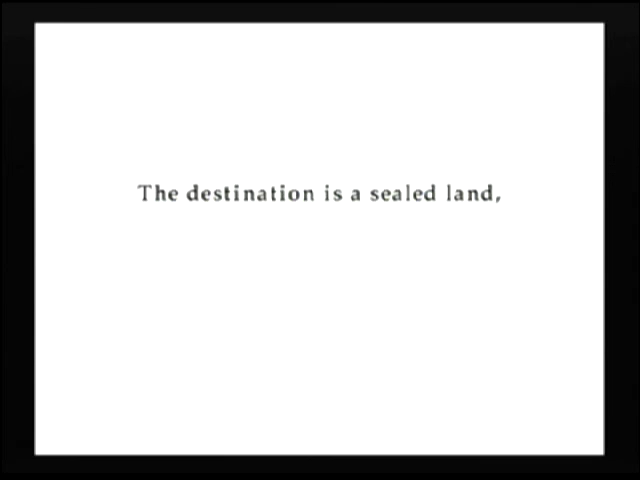 The destination is a sealed land,